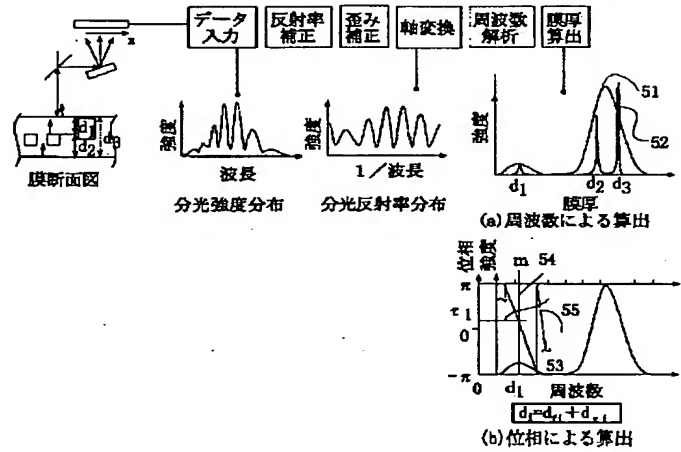 データ入力
反射率補正
歪み補正
軸変換
周波数解析
膜厚算出
x
d1
d2
d3
膜断面図
強度
波長
分光強度分布
強度
1/波長
分光反射率分布
51
52
強度
d1 d2 d3
膜厚
(a)周波数による算出
位相
強度
m 54
π
τ1
0
-π
55
53
0 d1 周波数
(b)位相による算出